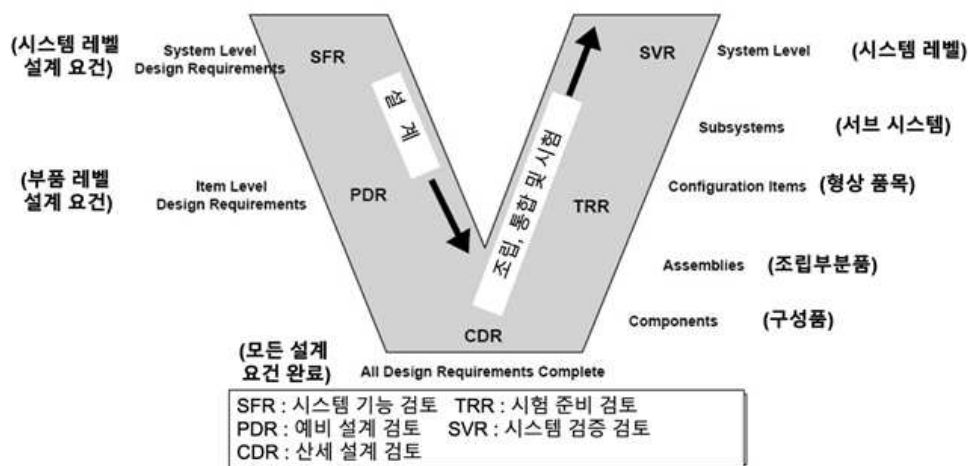 (시스템 레벨
설계 요건)
System Level
Design Requirements
SFR
SVR
System Level
(시스템 레벨)
설 계
Subsystems
(서브 시스템)
(부품 레벨
설계 요건)
Item Level
Design Requirements
PDR
조립, 통합 및 시험
TRR
Configuration Items
(형상 품목)
Assemblies
(조립부분품)
CDR
Components
(구성품)
(모든 설계
요건 완료)
All Design Requirements Complete
SFR : 시스템 기능 검토 TRR : 시험 준비 검토
PDR : 예비 설계 검토 SVR : 시스템 검증 검토
CDR : 산세 설계 검토